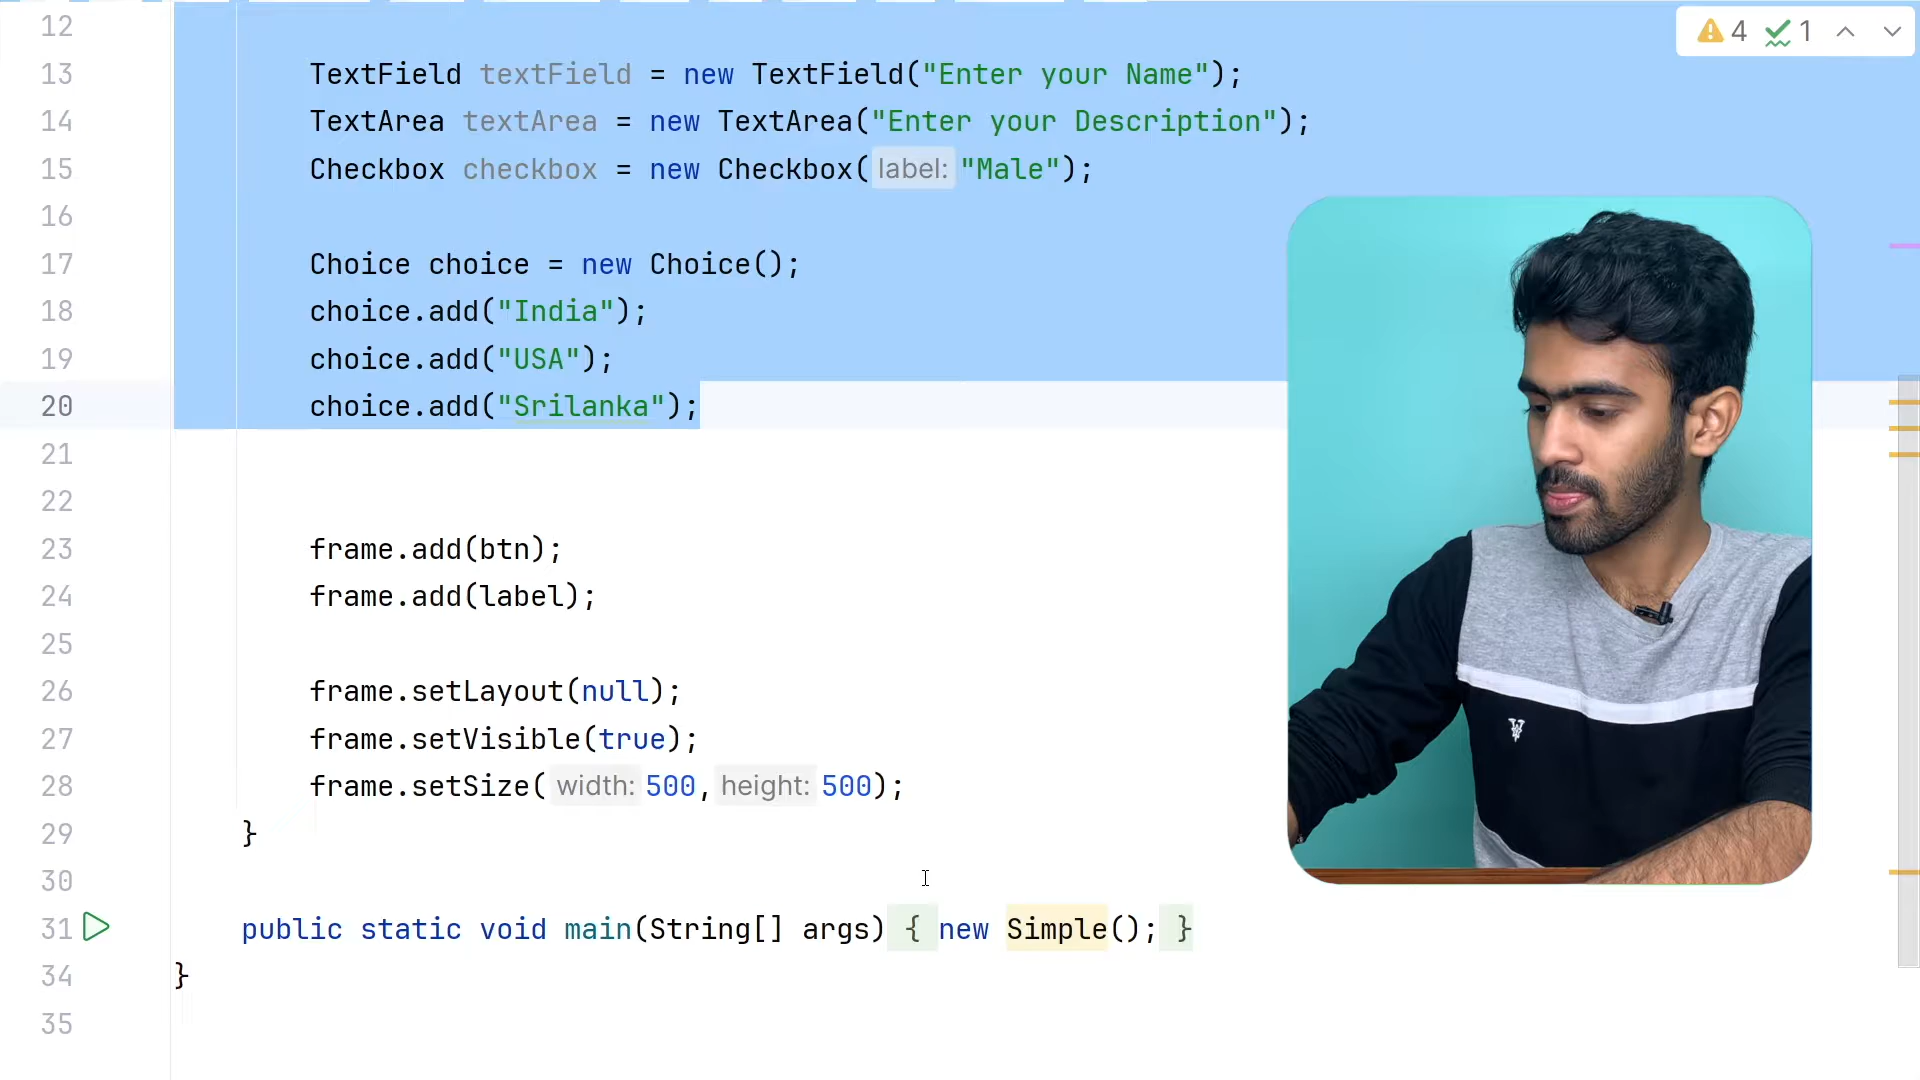 4 1
12
13 TextField textField = new TextField("Enter your Name");
14 TextArea textArea = new TextArea("Enter your Description");
15 Checkbox checkbox = new Checkbox( label: "Male");
16
17 Choice choice = new Choice();
18 choice.add("India");
19 choice.add("USA");
20 choice.add("Srilanka");
21
22
23 frame.add(btn);
24 frame.add(label);
25
26 frame.setLayout(null);
27 frame.setVisible(true);
28 frame.setSize( width: 500, height: 500);
29 }
30
31 public static void main(String[] args) { new Simple(); }
34 }
35